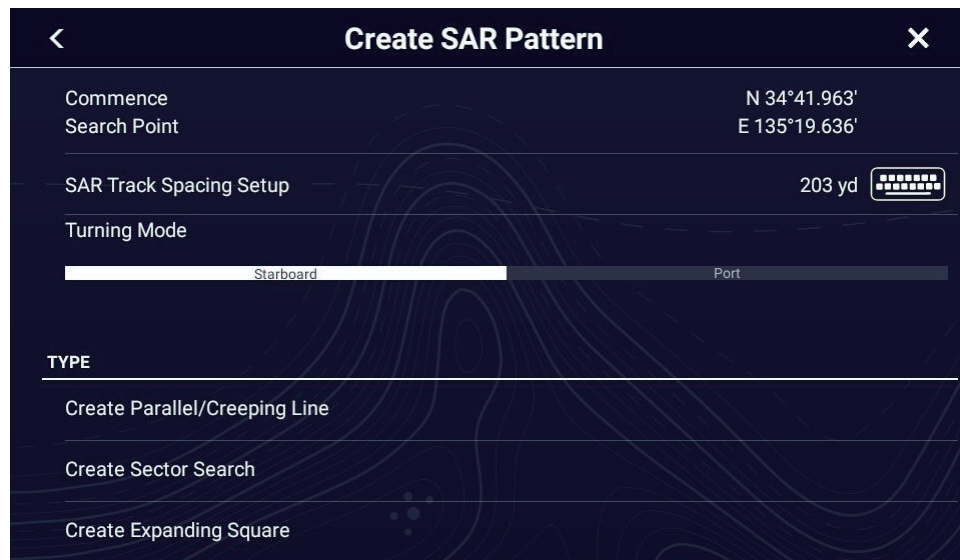 Create SAR Pattern
Commence
Search Point
N 34°41.963'
E 135°19.636'
SAR Track Spacing Setup
203 yd
Turning Mode
Starboard
Port
TYPE
Create Parallel/Creeping Line
Create Sector Search
Create Expanding Square